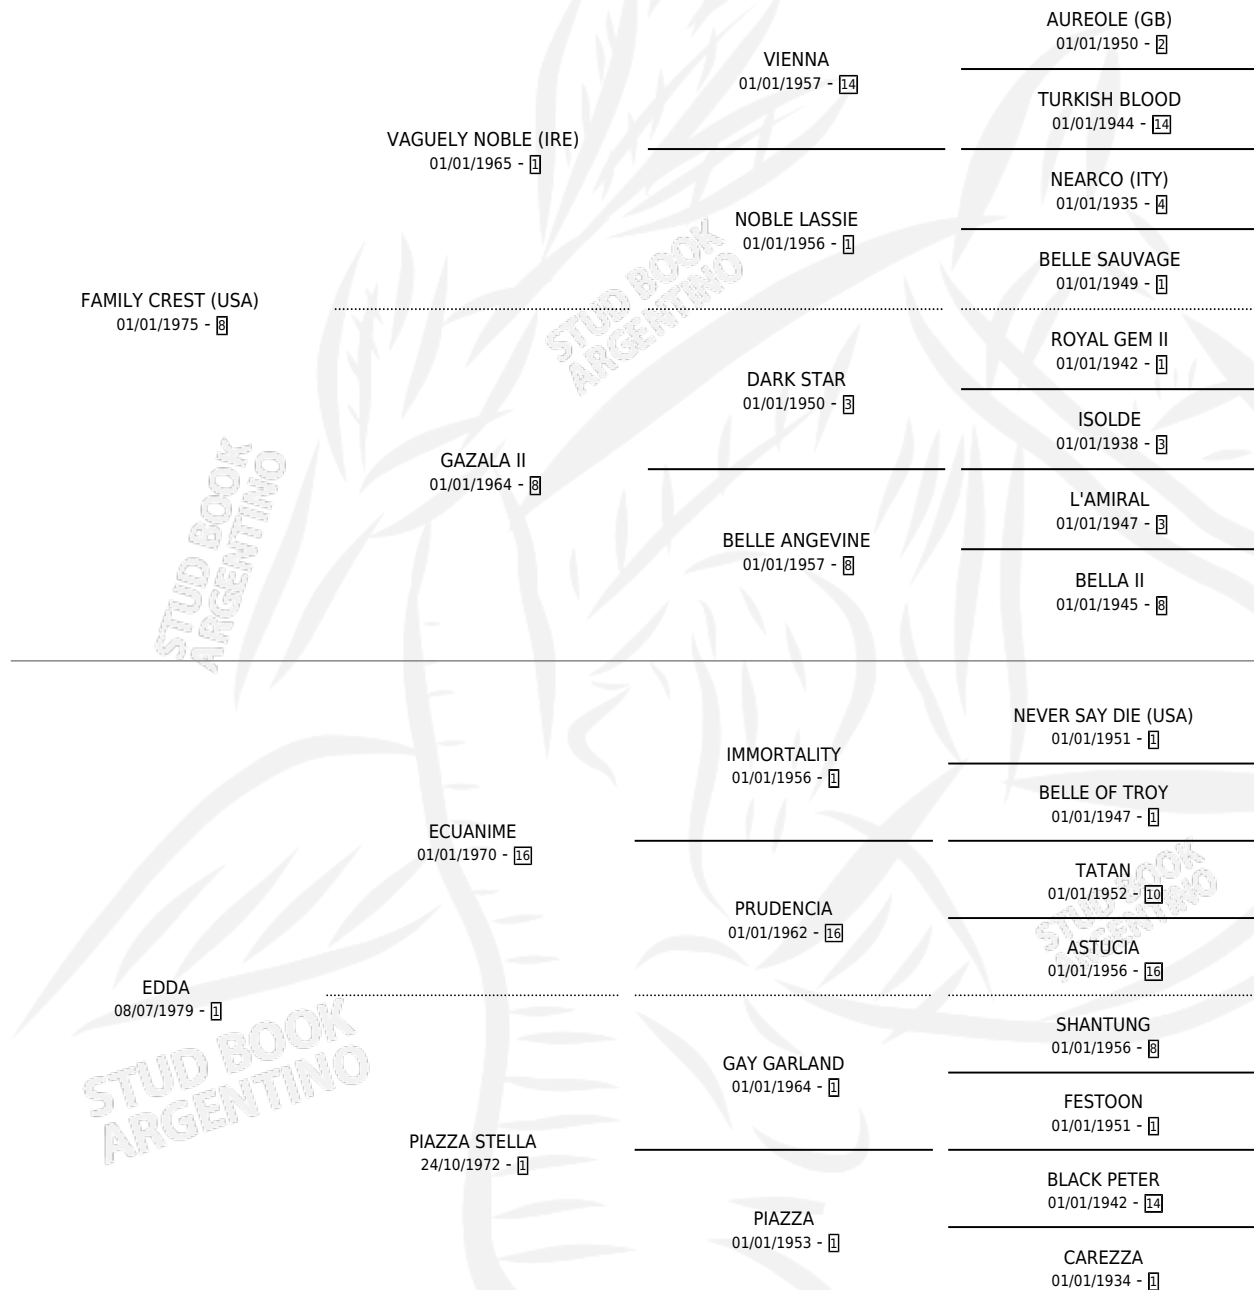 AUREOLE (GB)
01/01/1950 - 2
VIENNA
01/01/1957 - 14
TURKISH BLOOD
01/01/1944 - 14
VAGUELY NOBLE (IRE)
01/01/1965 - 1
NEARCO (ITY)
01/01/1935 - 4
NOBLE LASSIE
01/01/1956 - 1
BELLE SAUVAGE
01/01/1949 - 1
FAMILY CREST (USA)
01/01/1975 - 8
ROYAL GEM II
01/01/1942 - 1
DARK STAR
01/01/1950 - 3
ISOLDE
01/01/1938 - 3
GAZALA II
01/01/1964 - 8
L'AMIRAL
01/01/1947 - 3
BELLE ANGEVINE
01/01/1957 - 8
BELLA II
01/01/1945 - 8
NEVER SAY DIE (USA)
01/01/1951 - 1
IMMORTALITY
01/01/1956 - 1
BELLE OF TROY
01/01/1947 - 1
ECUANIME
01/01/1970 - 16
TATAN
01/01/1952 - 10
PRUDENCIA
01/01/1962 - 16
ASTUCIA
01/01/1956 - 16
EDDA
08/07/1979 - 1
SHANTUNG
01/01/1956 - 8
GAY GARLAND
01/01/1964 - 1
FESTOON
01/01/1951 - 1
PIAZZA STELLA
24/10/1972 - 1
BLACK PETER
01/01/1942 - 14
PIAZZA
01/01/1953 - 1
CAREZZA
01/01/1934 - 1
STUD BOOK
ARGENTINO
STUD BOOK
ARGENTINO
STUD BOOK
ARGENTINO
STUD BOOK
ARGENTINO